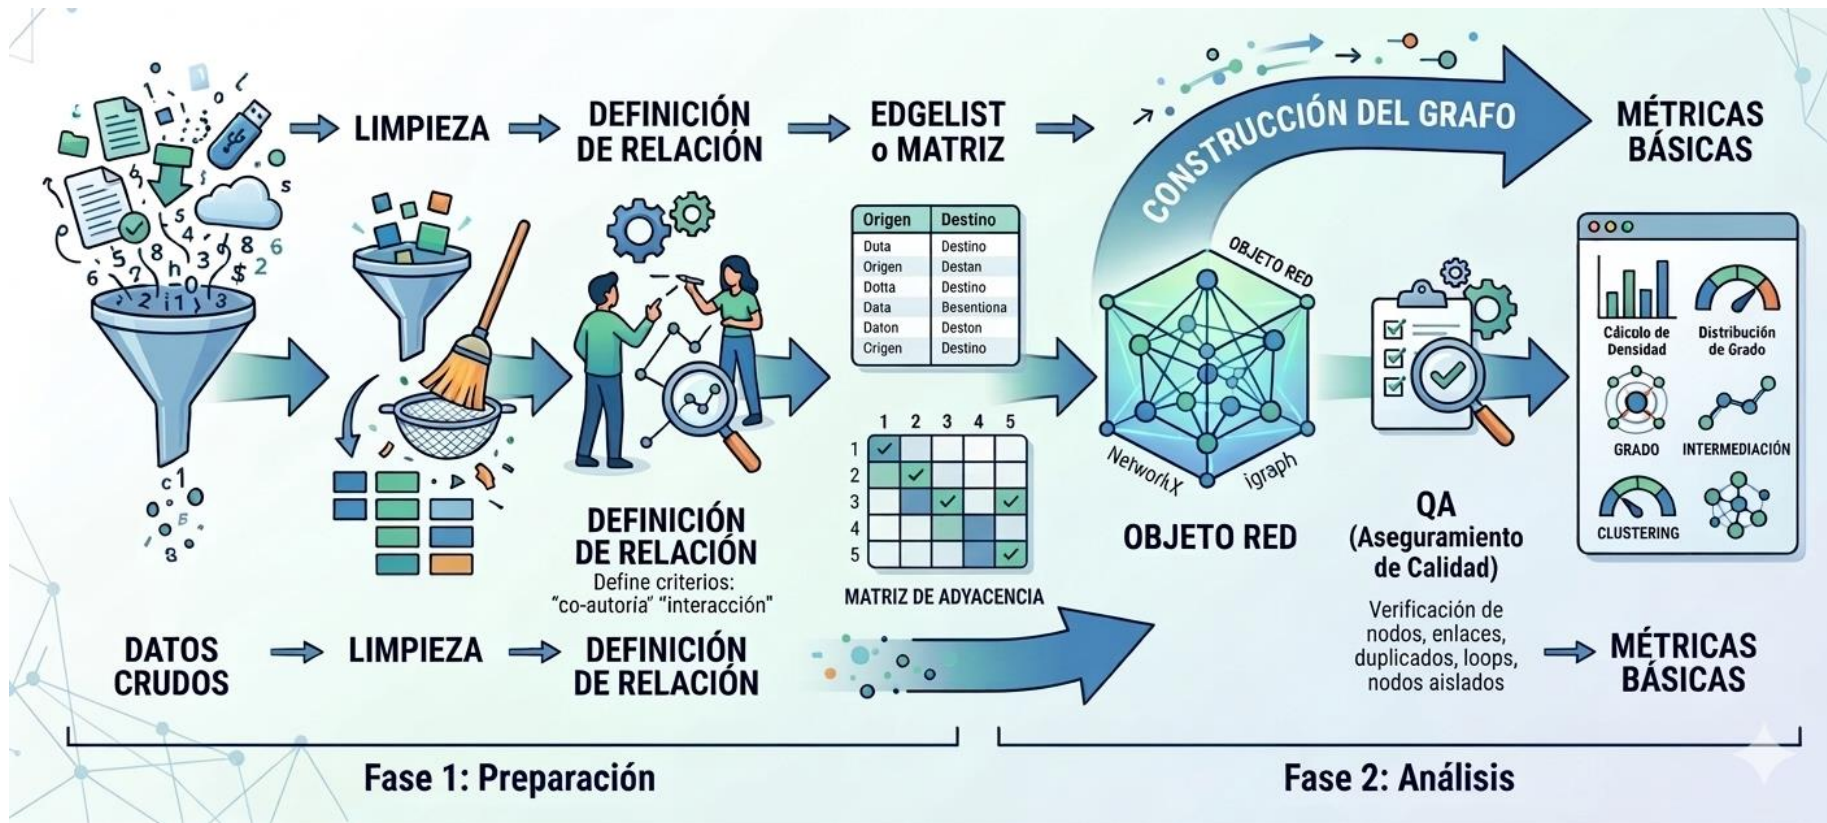 LIMPIEZA
DEFINICIÓN
DE RELACIÓN
EDGELIST
o MATRIZ
CONSTRUCCIÓN DEL GRAFO
MÉTRICAS
BÁSICAS
Origen Destino
Duta Destino
Origen Destan
Dotta Destino
Data Besentiona
Daton Deston
Crigen Destino
1 2 3 4 5
1
2
3
4
5
MATRIZ DE ADYACENCIA
DEFINICIÓN
DE RELACIÓN
Define criterios:
“co-autoría” “interacción”
OBJETO RED
NetworkX
igraph
OBJETO RED
QA
(Aseguramiento
de Calidad)
Verificación de
nodos, enlaces,
duplicados, loops,
nodos aislados
Cálculo de
Densidad
Distribución
de Grado
GRADO
INTERMEDIACIÓN
CLUSTERING
DATOS
CRUDOS
LIMPIEZA
DEFINICIÓN
DE RELACIÓN
MÉTRICAS
BÁSICAS
Fase 1: Preparación
Fase 2: Análisis